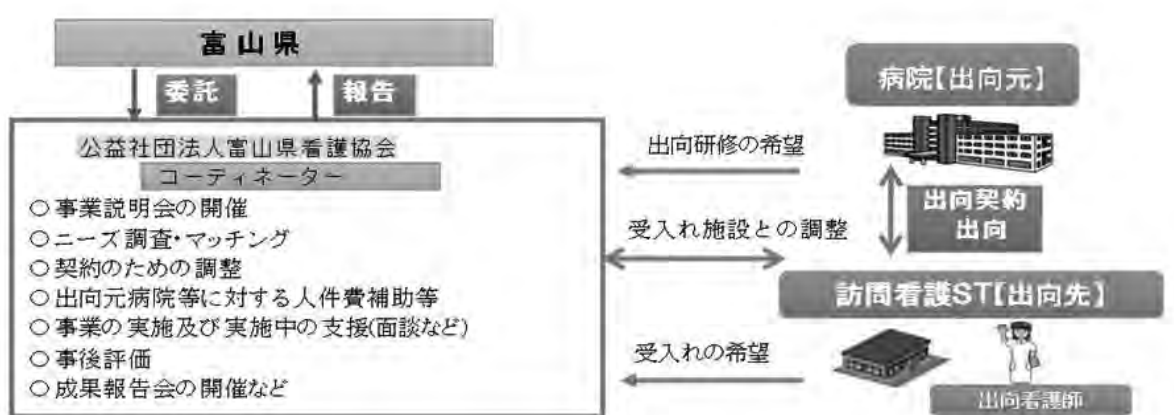 富山県
委託
報告
公益社団法人富山県看護協会
コーディネーター
○事業説明会の開催
○ニーズ調査・マッチング
○契約のための調整
○出向元病院等に対する人件費補助等
○事業の実施及び実施中の支援(面談など)
○事後評価
○成果報告会の開催など
出向研修の希望
受入れ施設との調整
受入れの希望
病院【出向元】
出向契約
出向
訪問看護ST【出向先】
出向看護師